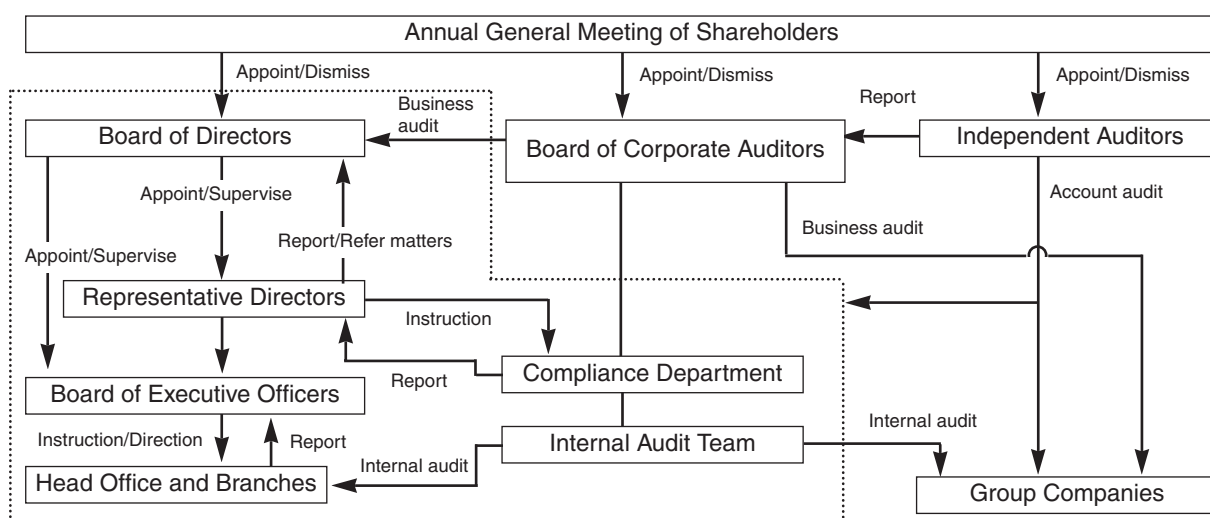 Annual General Meeting of Shareholders
Appoint/Dismiss
Appoint/Dismiss
Appoint/Dismiss
Business
audit
Report
Board of Directors
Board of Corporate Auditors
Independent Auditors
Appoint/Supervise
Account audit
Business audit
Report/Refer matters
Appoint/Supervise
Representative Directors
Instruction
Compliance Department
Report
Board of Executive Officers
Instruction/Direction
Report
Internal Audit Team
Internal audit
Internal audit
Head Office and Branches
Group Companies